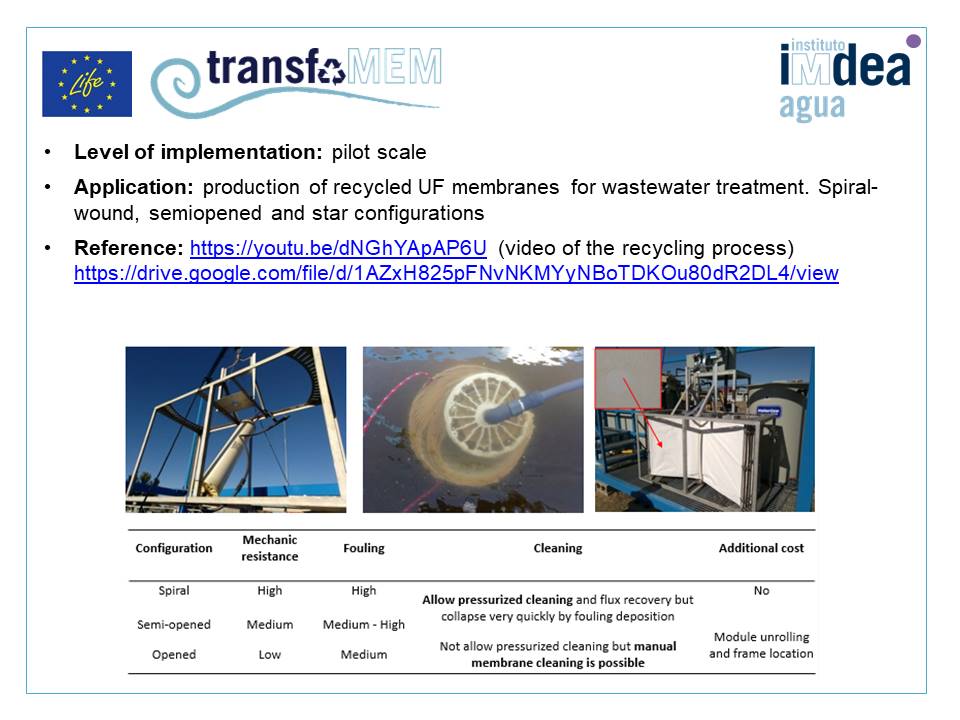 Life
transfoMEM
instituto
iMdea
agua
• Level of implementation: pilot scale
• Application: production of recycled UF membranes for wastewater treatment. Spiral-
wound, semiopened and star configurations
• Reference: https://youtu.be/dNGhYApAP6U (video of the recycling process)
https://drive.google.com/file/d/1AZxH825pFNvNKMYyNBoTDKOu80dR2DL4/view
Configuration Mechanic resistance Fouling Cleaning Additional cost
Spiral High High No
Allow pressurized cleaning and flux recovery but
collapse very quickly by fouling deposition
Semi-opened Medium Medium - High
Opened Low Medium
Not allow pressurized cleaning but manual
membrane cleaning is possible
Module unrolling
and frame location